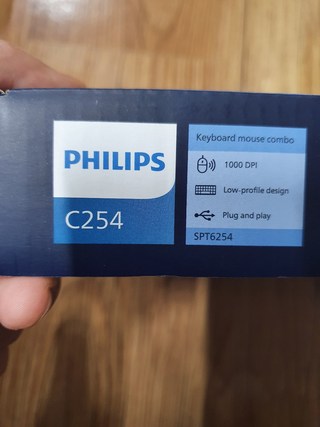 PHILIPS
C254
Keyboard mouse combo
1000 DPI
Low-profile design
Plug and play
SPT6254